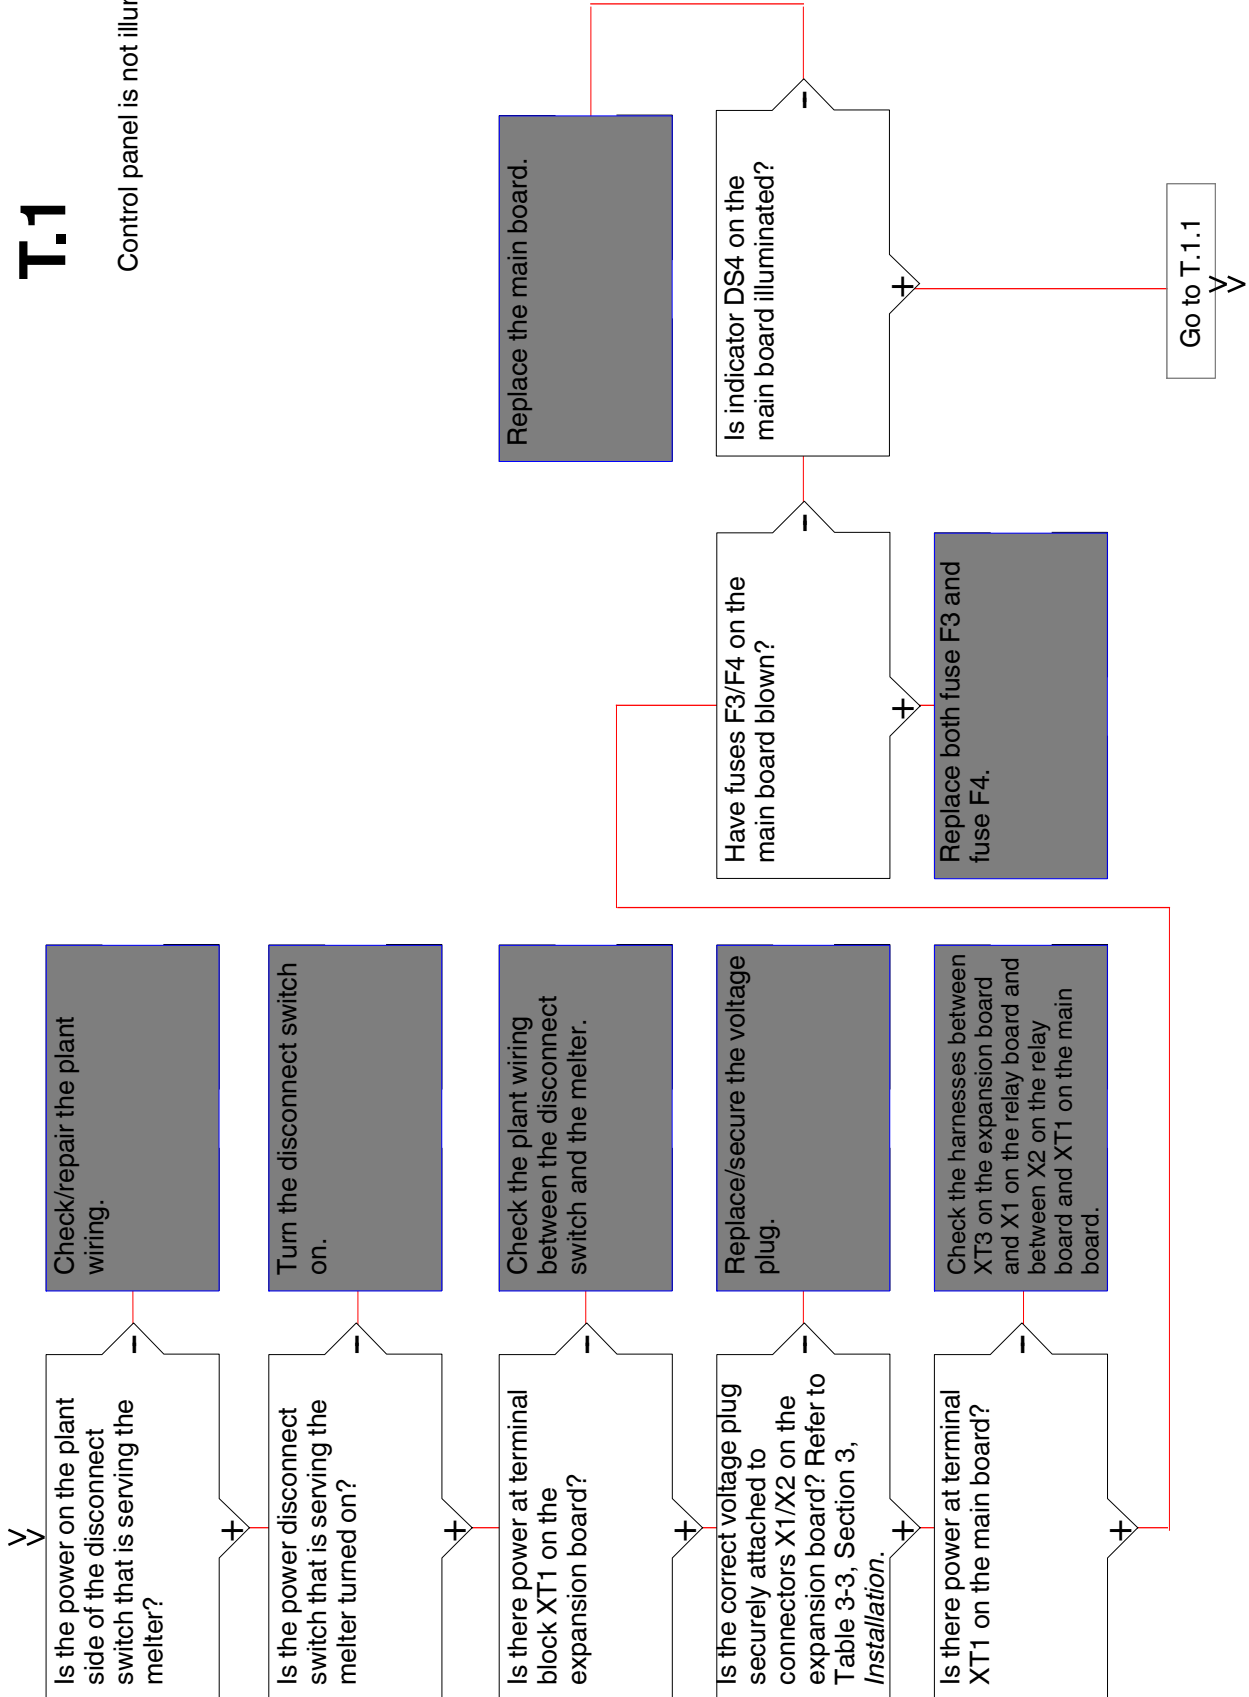 T.1
Control panel is not illur
>>
Is the power on the plant
side of the disconnect
switch that is serving the
melter?
–
Check/repair the plant
wiring.
+
Is the power disconnect
switch that is serving the
melter turned on?
–
Turn the disconnect switch
on.
+
Is there power at terminal
block XT1 on the
expansion board?
–
Check the plant wiring
between the disconnect
switch and the melter.
+
Is the correct voltage plug
securely attached to
connectors X1/X2 on the
expansion board? Refer to
Table 3-3, Section 3,
Installation.
–
Replace/secure the voltage
plug.
+
Is there power at terminal
XT1 on the main board?
–
Check the harnesses between
XT3 on the expansion board
and X1 on the relay board and
between X2 on the relay
board and XT1 on the main
board.
+
Have fuses F3/F4 on the
main board blown?
–
+
Replace both fuse F3 and
fuse F4.
Is indicator DS4 on the
main board illuminated?
–
Replace the main board.
+
Go to T.1.1
>>